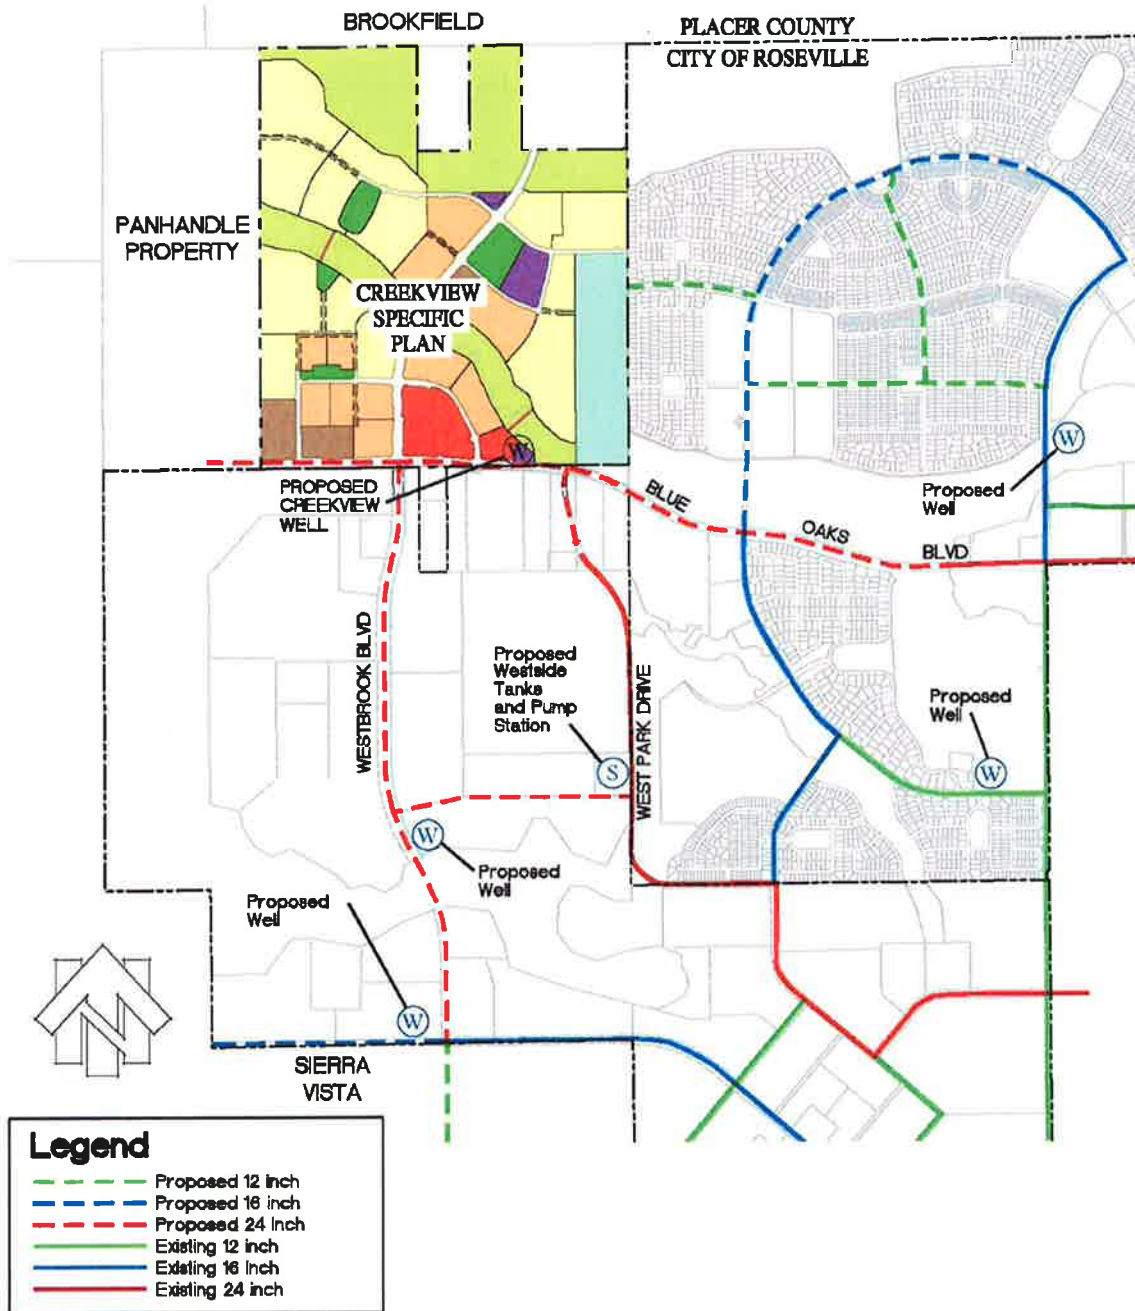 BROOKFIELD
PLACER COUNTY
CITY OF ROSEVILLE
PANHANDLE
PROPERTY
CREEKVIEW
SPECIFIC
PLAN
W
W
PROPOSED
CREEKVIEW
WELL
Proposed
Well
BLUE
OAKS
BLVD
WESTBROOK BLVD
Proposed
Westside
Tanks
and Pump
Station
S
WEST PARK DRIVE
Proposed
Well
W
W
Proposed
Well
Proposed
Well
W
SIERRA
VISTA
N
Legend
Proposed 12 inch
Proposed 16 inch
Proposed 24 inch
Existing 12 inch
Existing 16 inch
Existing 24 inch